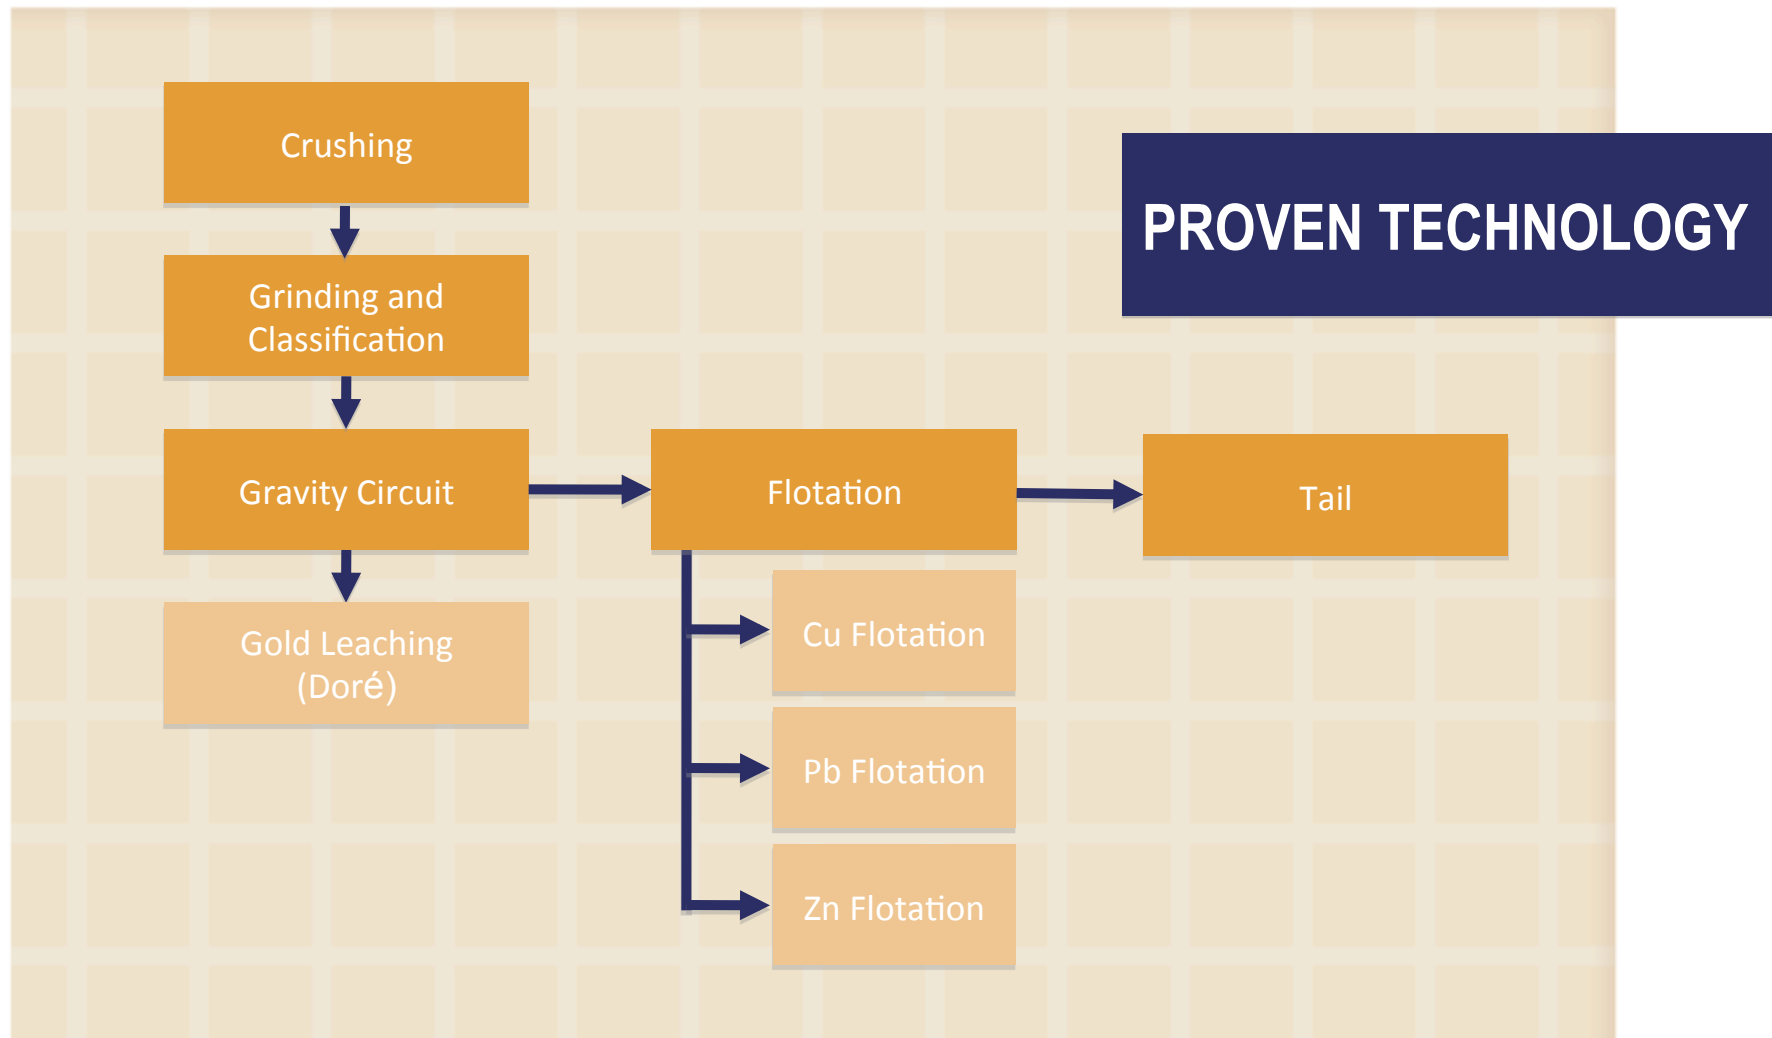 Crushing
PROVEN TECHNOLOGY
Grinding and
Classification
Gravity Circuit
Flotation
Tail
Gold Leaching
(Doré)
Cu Flotation
Pb Flotation
Zn Flotation